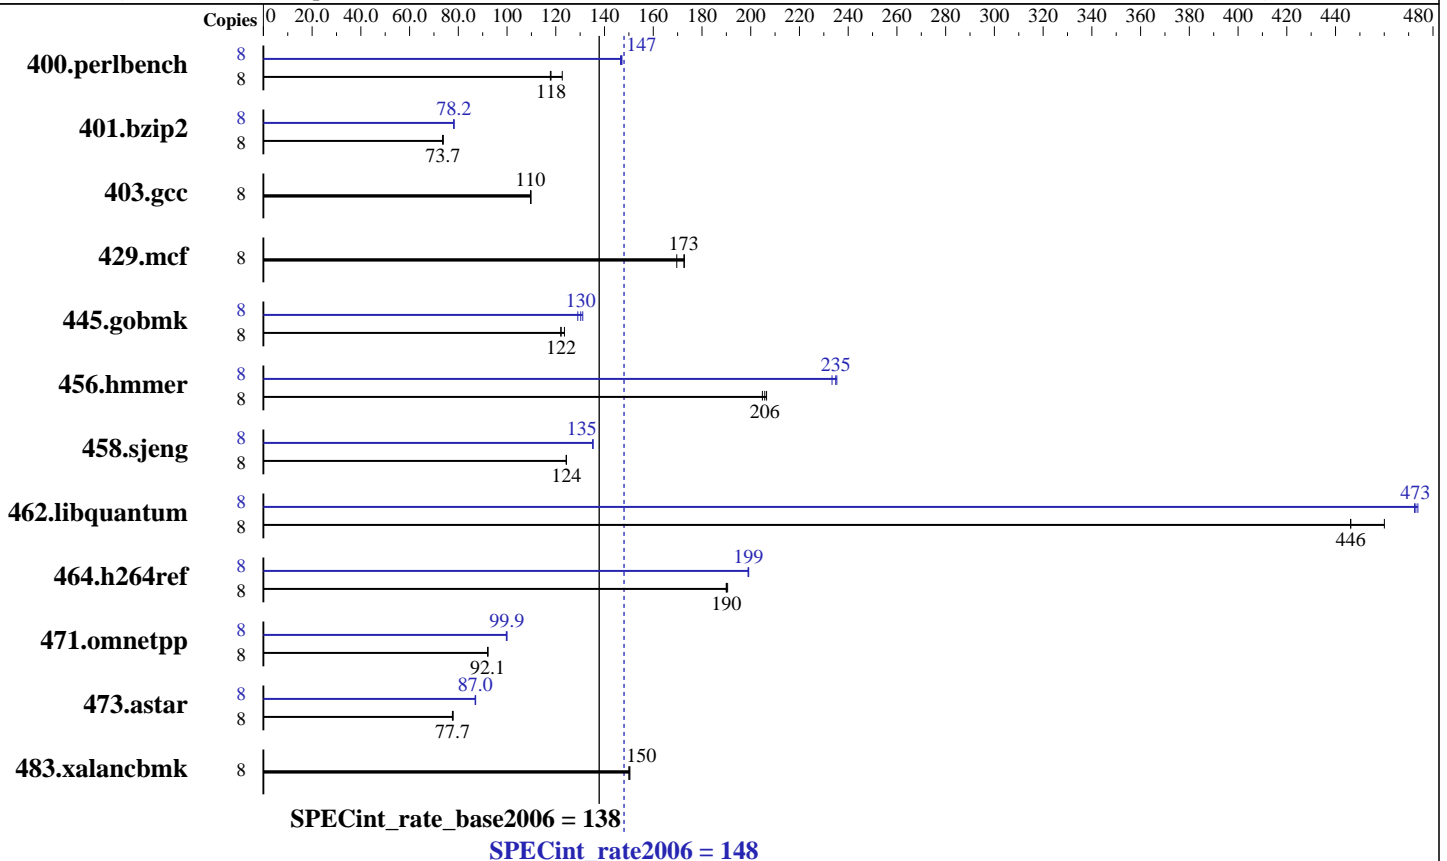 Copies 0 20.0 40.0 60.0 80.0 100 120 140 160 180 200 220 240 260 280 300 320 340 360 380 400 420 440 480
400.perlbench 8 147
8 118
401.bzip2 8 78.2
8 73.7
403.gcc 8 110
429.mcf 8 173
445.gobmk 8 130
8 122
456.hmmer 8 235
8 206
458.sjeng 8 135
8 124
462.libquantum 8 473
8 446
464.h264ref 8 199
8 190
471.omnetpp 8 99.9
8 92.1
473.astar 8 87.0
8 77.7
483.xalancbmk 8 150
SPECint_rate_base2006 = 138
SPECint_rate2006 = 148